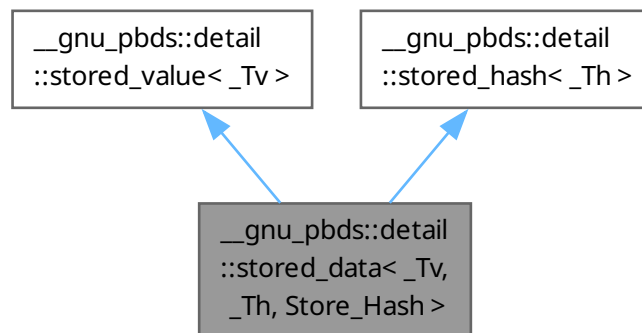 __gnu_pbds::detail
::stored_value< _Tv >
__gnu_pbds::detail
::stored_hash< _Th >
__gnu_pbds::detail
::stored_data< _Tv,
_Th, Store_Hash >